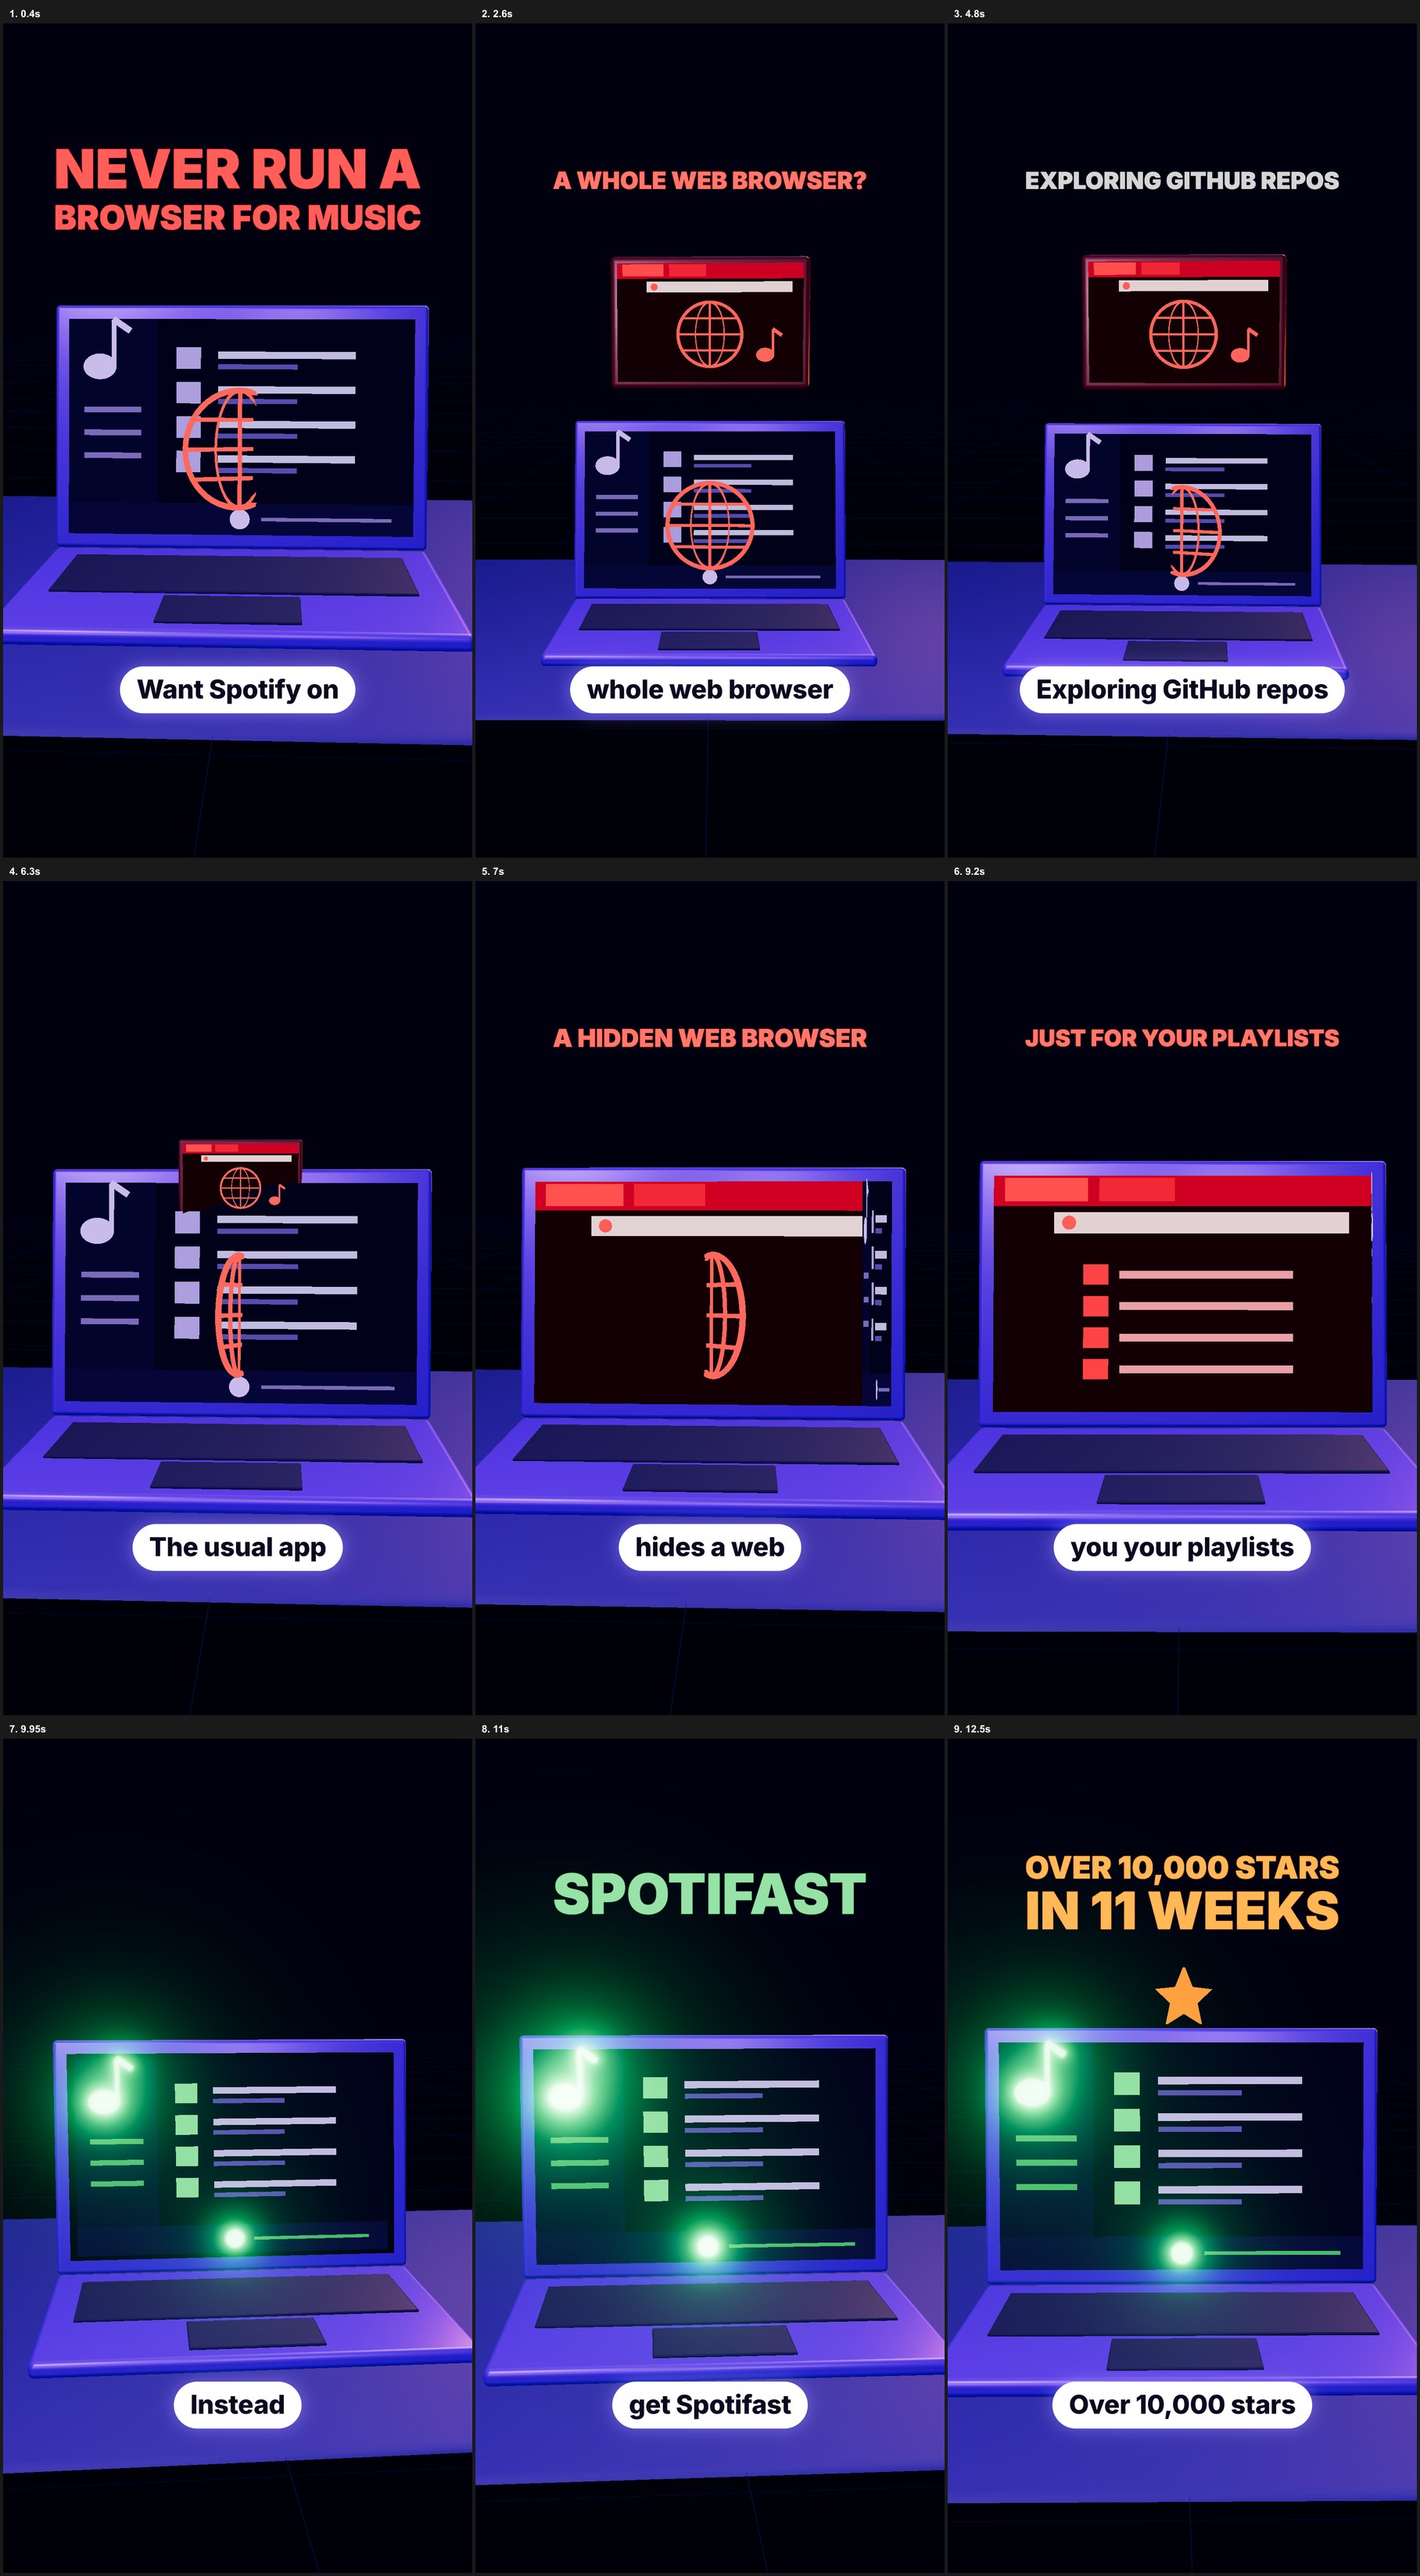 1. 0.4s
NEVER RUN A
BROWSER FOR MUSIC
Want Spotify on
2. 2.6s
A WHOLE WEB BROWSER?
whole web browser
3. 4.8s
EXPLORING GITHUB REPOS
Exploring GitHub repos
4. 6.3s
The usual app
5. 7s
A HIDDEN WEB BROWSER
hides a web
6. 9.2s
JUST FOR YOUR PLAYLISTS
you your playlists
7. 9.95s
Instead
8. 11s
SPOTIFAST
get Spotifast
9. 12.5s
OVER 10,000 STARS
IN 11 WEEKS
Over 10,000 stars